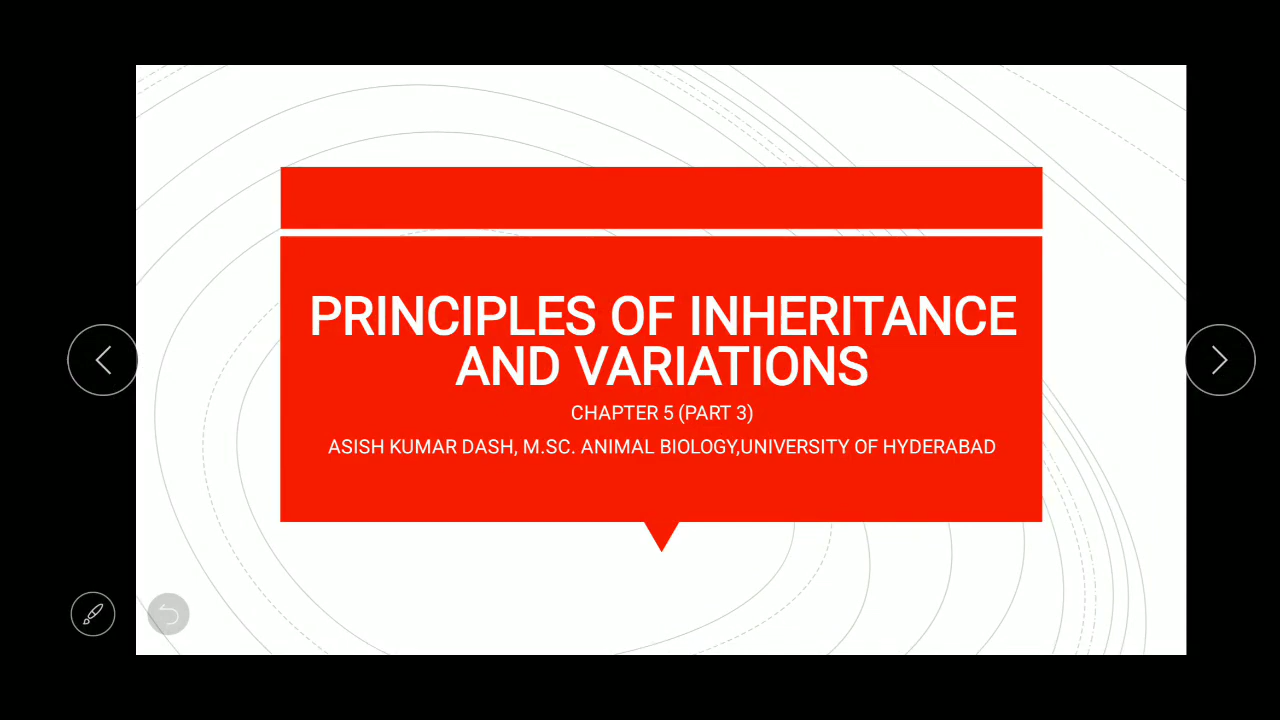 PRINCIPLES OF INHERITANCE
AND VARIATIONS
CHAPTER 5 (PART 3)
ASISH KUMAR DASH, M.SC. ANIMAL BIOLOGY,UNIVERSITY OF HYDERABAD